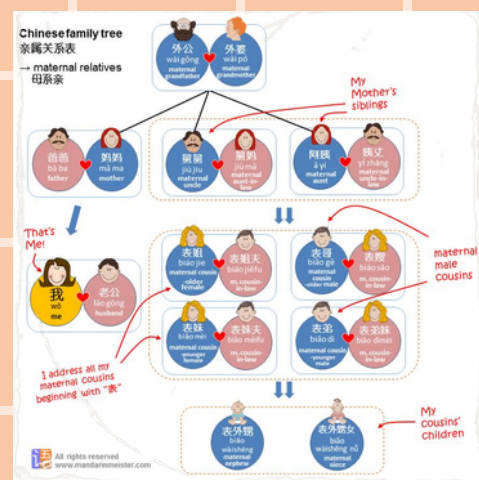 Chinese family tree
亲属关系表
→ maternal relatives
母系亲
外公
wài gōng
maternal
grandfather
外婆
wài pó
maternal
grandmother
My
Mother's
siblings
爸爸
bà ba
father
妈妈
mā ma
mother
舅舅
jiù jiu
maternal
uncle
舅妈
jiù mā
maternal
aunt-in-
law
阿姨
ā yí
maternal
aunt
姨丈
yí zhàng
maternal
uncle-in-
law
That's
Me!
我
wǒ
me
老公
lǎo gōng
husband
表姐
biǎo jie
maternal cousin
-older
female
表姐夫
biǎo jiěfu
m. cousin-
in-law
表哥
biǎo gē
maternal
cousin
-older male
表嫂
biǎo sǎo
m. cousin-
in-law
maternal
male
cousins
表妹
biǎo mèi
maternal cousin
-younger
female
表妹夫
biǎo mèifu
m. cousin-
in-law
表弟
biǎo dì
maternal cousin
-younger
male
表弟妹
biǎo dìmèi
m. cousin-
in-law
I address all my
maternal cousins
beginning with "表"
表外甥
biǎo
wàishēng
maternal
nephew
表外甥女
biǎo
wàishēng nǚ
maternal
niece
My
cousins'
children
语
All rights reserved
www.mandarinmeister.com